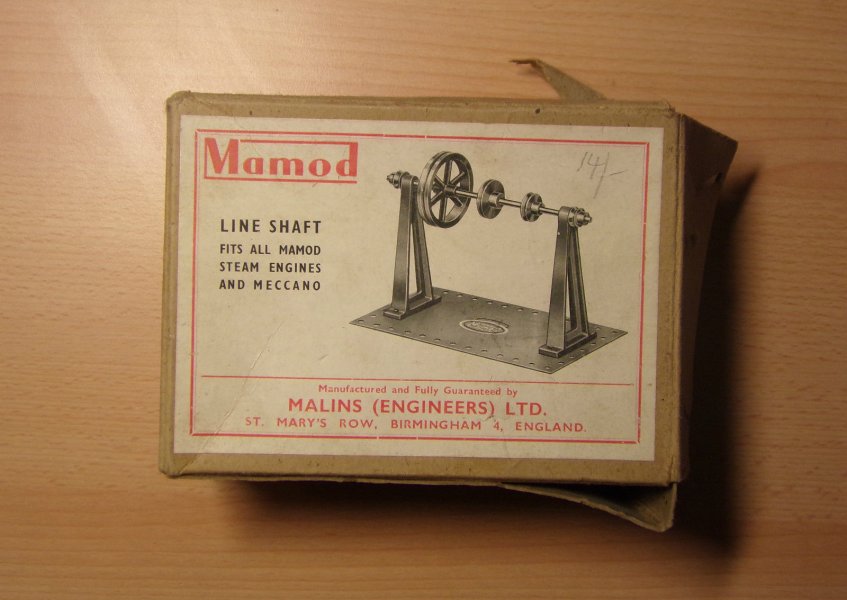 Mamod
14/-
LINE SHAFT
FITS ALL MAMOD
STEAM ENGINES
AND MECCANO
Manufactured and Fully Guaranteed by
MALINS (ENGINEERS) LTD.
ST. MARY'S ROW, BIRMINGHAM 4, ENGLAND.